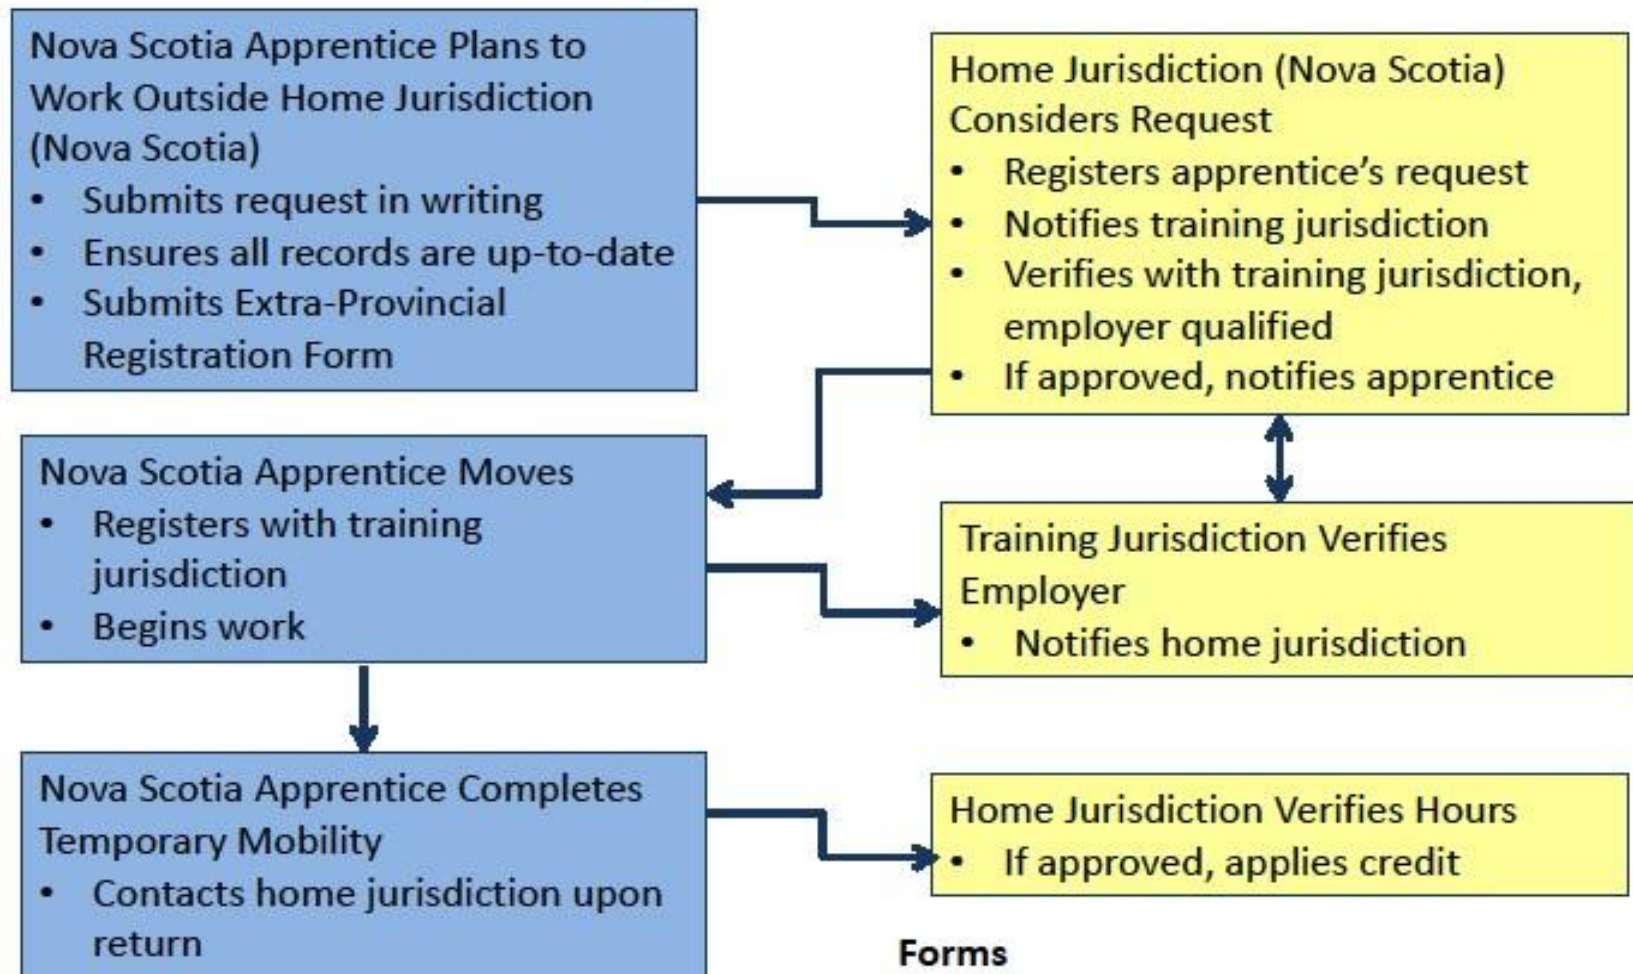 Nova Scotia Apprentice Plans to
Work Outside Home Jurisdiction
(Nova Scotia)
• Submits request in writing
• Ensures all records are up-to-date
• Submits Extra-Provincial
Registration Form
Home Jurisdiction (Nova Scotia)
Considers Request
• Registers apprentice's request
• Notifies training jurisdiction
• Verifies with training jurisdiction,
employer qualified
• If approved, notifies apprentice
Nova Scotia Apprentice Moves
• Registers with training
jurisdiction
• Begins work
Training Jurisdiction Verifies
Employer
• Notifies home jurisdiction
Nova Scotia Apprentice Completes
Temporary Mobility
• Contacts home jurisdiction upon
return
Home Jurisdiction Verifies Hours
• If approved, applies credit
Forms